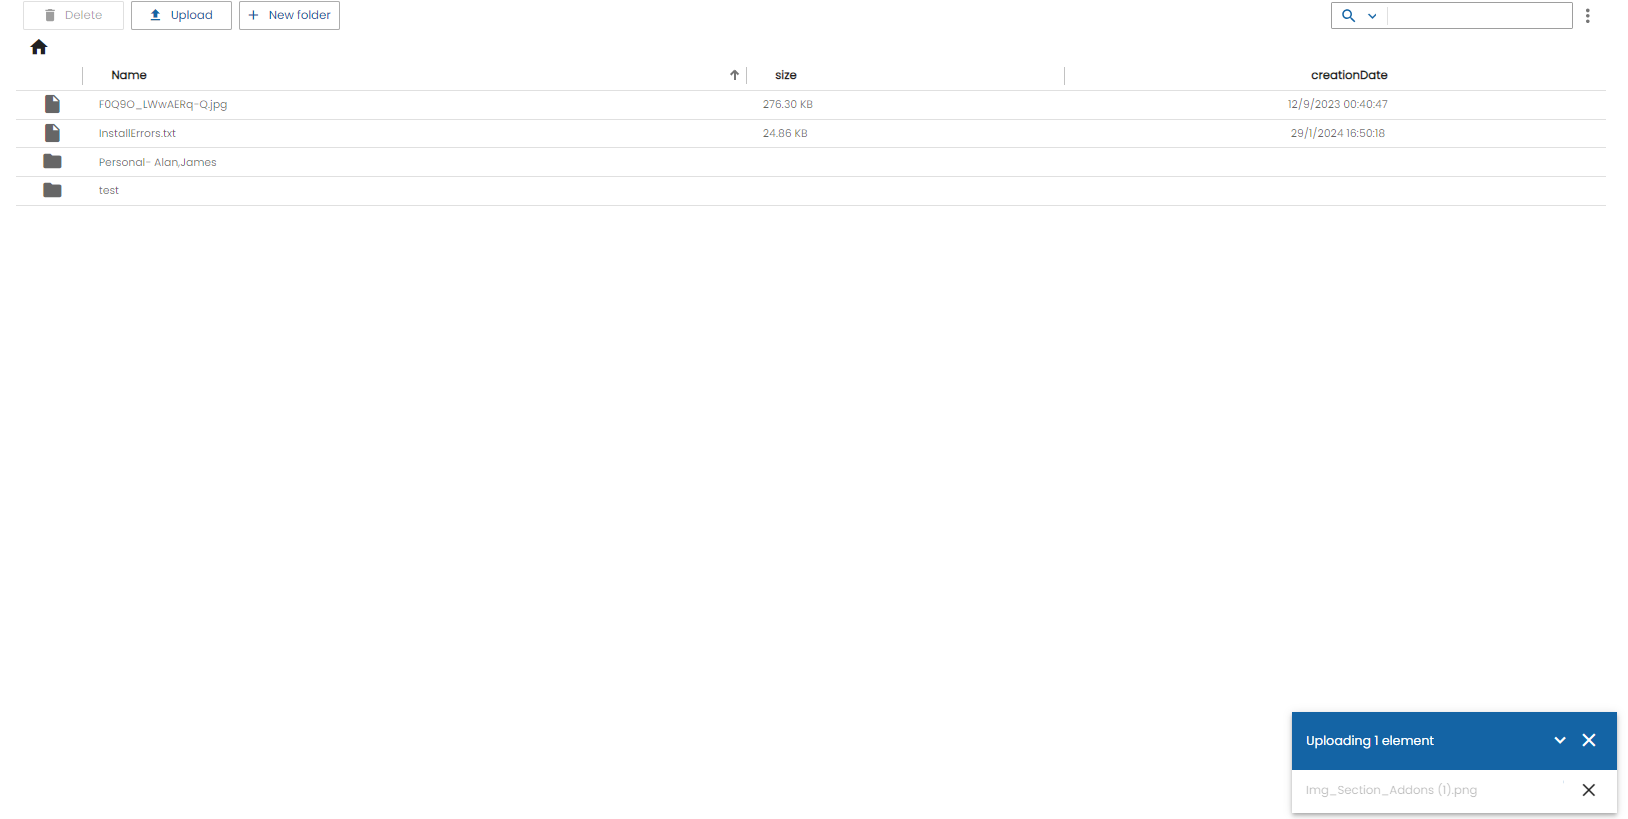 Delete Upload New folder
Name size creationDate
F0Q9O_LWwAERq-Q.jpg 276.30 KB 12/9/2023 00:40:47
InstallErrors.txt 24.86 KB 29/1/2024 16:50:18
Personal- Alan,James
test
Uploading 1 element
Img_Section_Addons (1).png